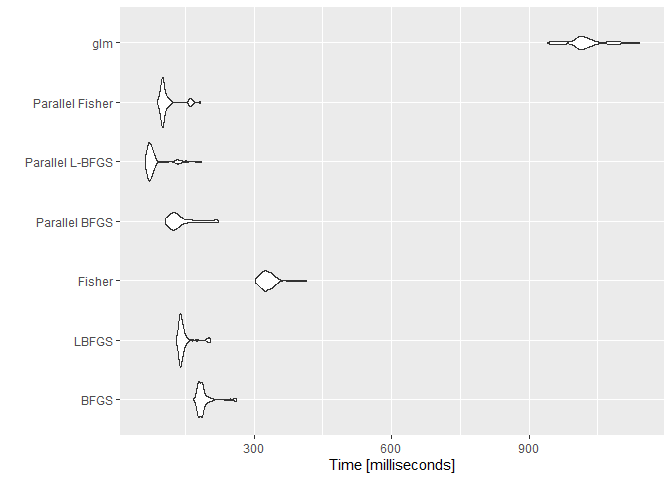 glm
Parallel Fisher
Parallel L-BFGS
Parallel BFGS
Fisher
LBFGS
BFGS
300 600 900
Time [milliseconds]